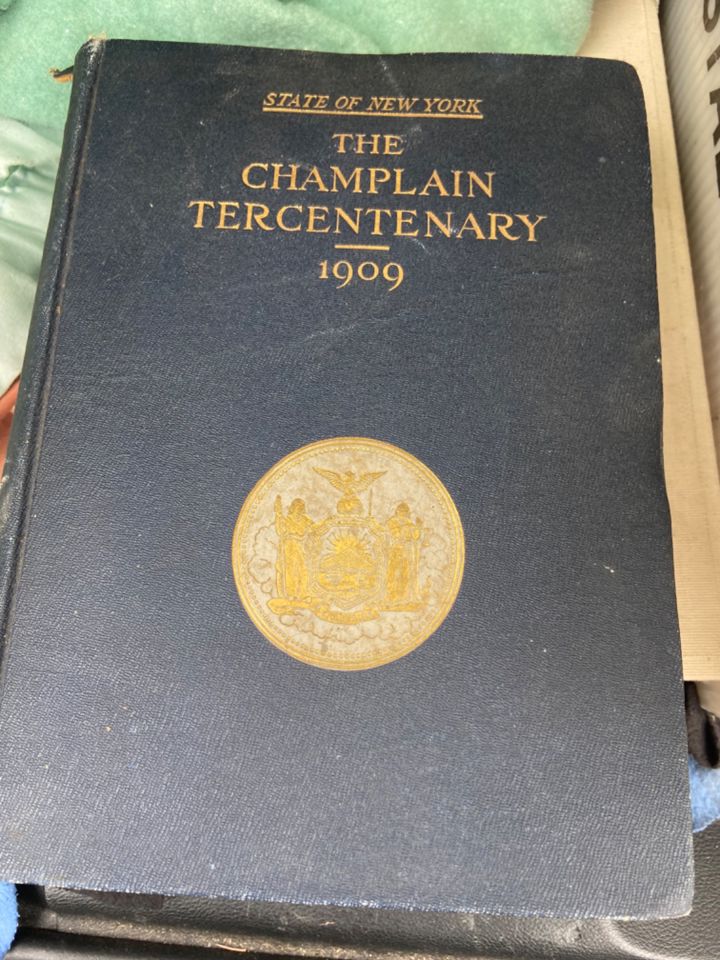 STATE OF NEW YORK
THE
CHAMPLAIN
TERCENTENARY
1909